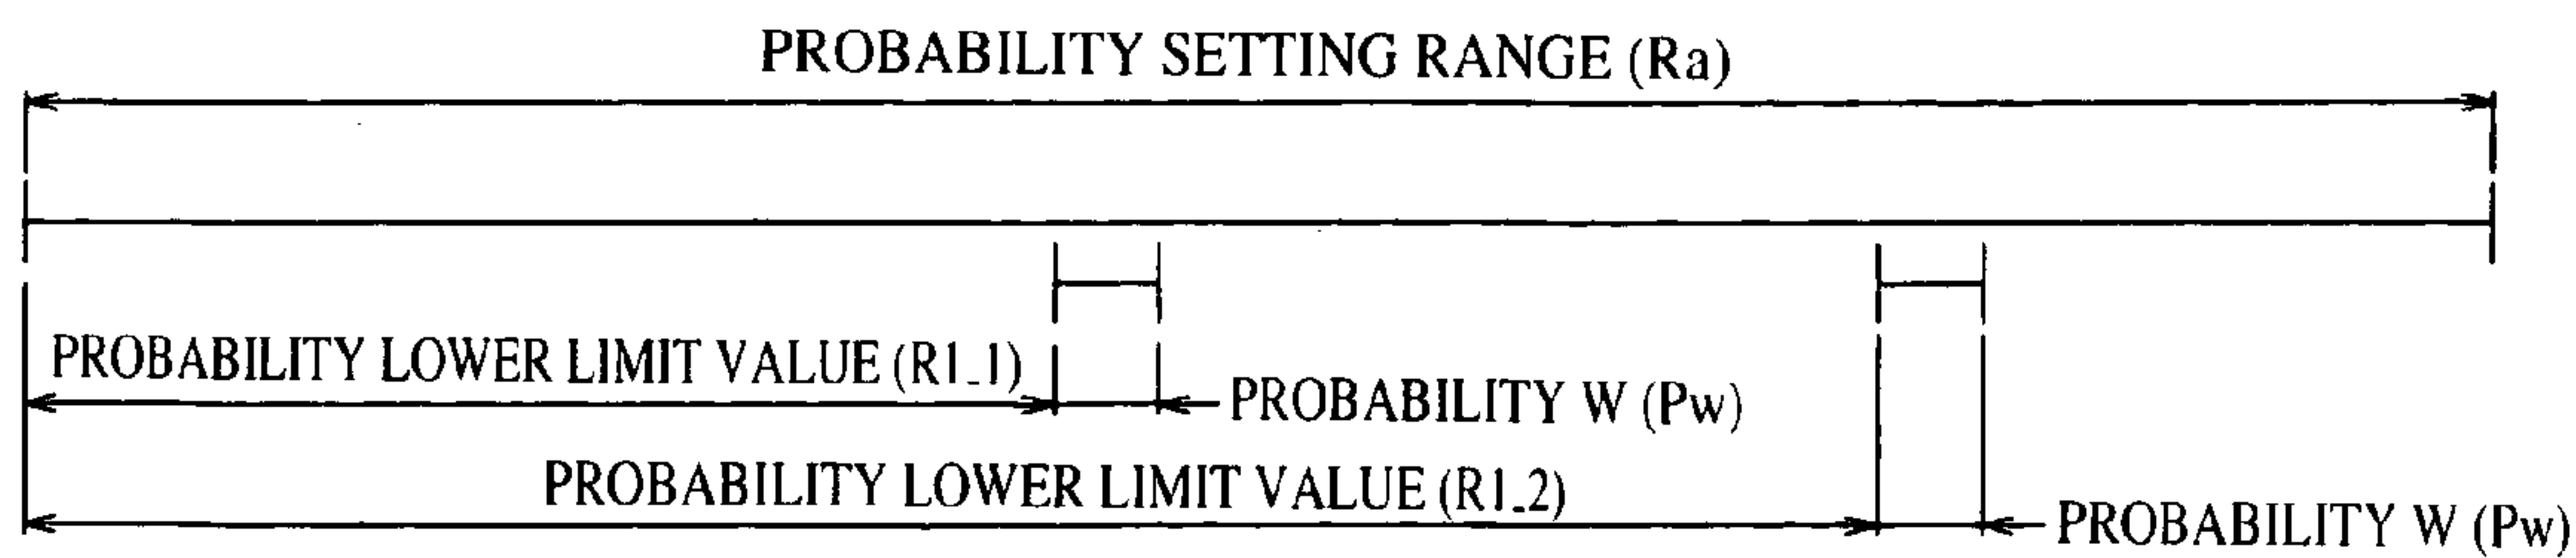 PROBABILITY SETTING RANGE (Ra)
PROBABILITY LOWER LIMIT VALUE (R1_1)
PROBABILITY W (Pw)
PROBABILITY LOWER LIMIT VALUE (R1_2)
PROBABILITY W (Pw)